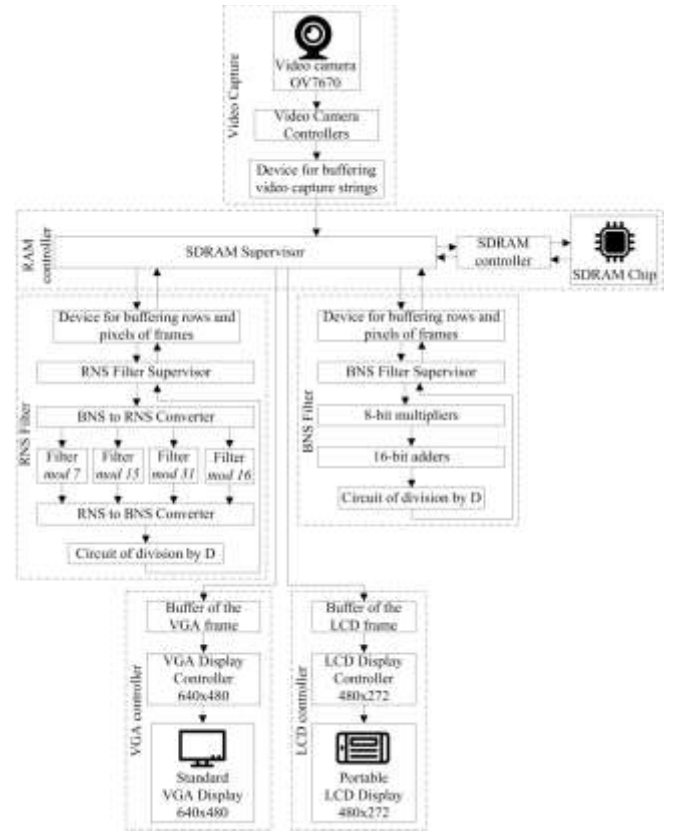 Video Capture
Video camera
OV7670
Video Camera
Controllers
Device for buffering
video capture strings
RAM
controller
SDRAM Supervisor
SDRAM
controller
SDRAM Chip
RNS Filter
Device for buffering rows and
pixels of frames
RNS Filter Supervisor
BNS to RNS Converter
Filter
mod 7
Filter
mod 15
Filter
mod 31
Filter
mod 16
RNS to BNS Converter
Circuit of division by D
BNS Filter
Device for buffering rows and
pixels of frames
BNS Filter Supervisor
8-bit multipliers
16-bit adders
Circuit of division by D
VGA controller
Buffer of the
VGA frame
VGA Display
Controller
640x480
Standard
VGA Display
640x480
LCD controller
Buffer of the
LCD frame
LCD Display
Controller
480x272
Portable
LCD Display
480x272